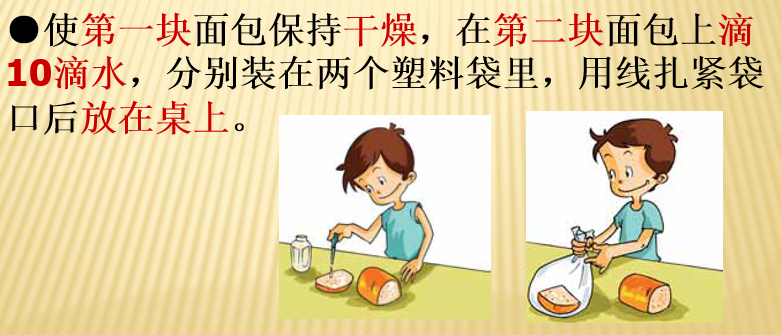 ●使第一块面包保持干燥，在第二块面包上滴
10滴水，分别装在两个塑料袋里，用线扎紧袋
口后放在桌上。